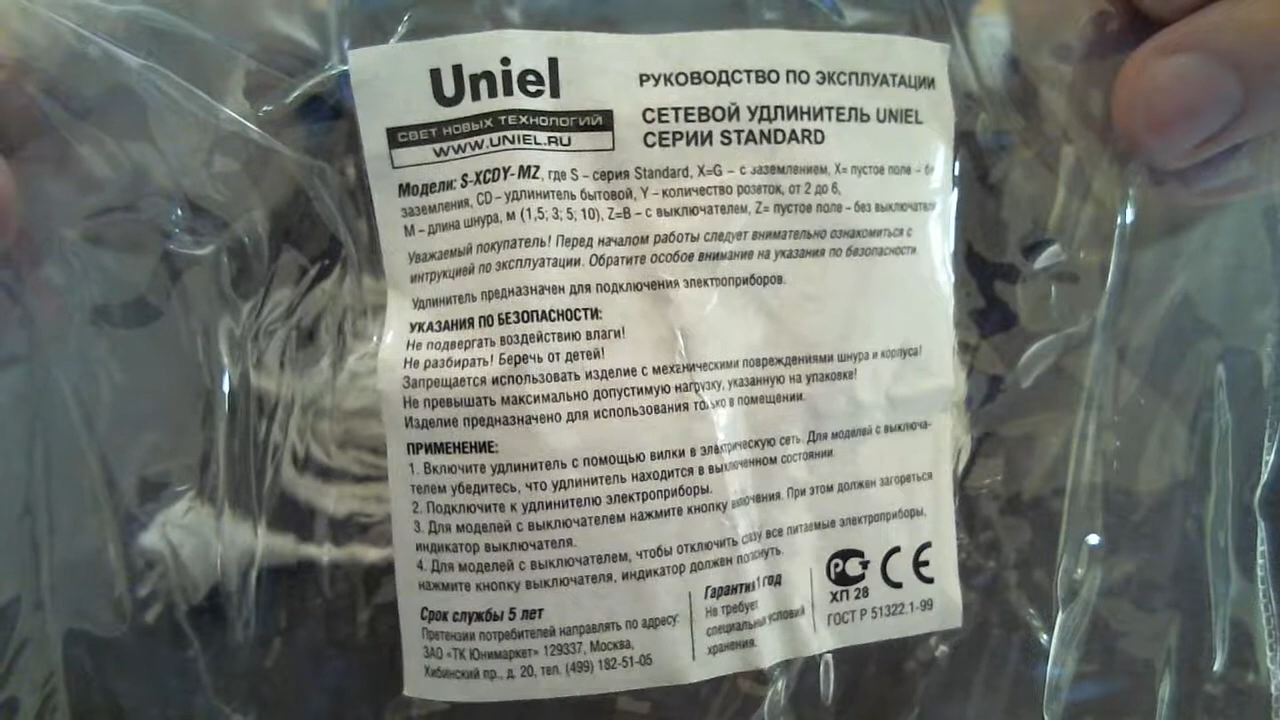 Uniel
СВЕТ НОВЫХ ТЕХНОЛОГИЙ
WWW.UNIEL.RU
РУКОВОДСТВО ПО ЭКСПЛУАТАЦИИ
СЕТЕВОЙ УДЛИНИТЕЛЬ UNIEL
СЕРИИ STANDARD
Модели: S-XCDY-MZ, где S – серия Standard, X=G – с заземлением, X= пустое поле –
заземления, CD – удлинитель бытовой, Y – количество розеток, от 2 до 6,
M – длина шнура, м (1,5; 3; 5; 10), Z=B – с выключателем, Z= пустое поле – без выключателя
Уважаемый покупатель! Перед началом работы следует внимательно ознакомиться с
интрукцией по эксплуатации. Обратите особое внимание на указания по безопасности.
Удлинитель предназначен для подключения электроприборов.
УКАЗАНИЯ ПО БЕЗОПАСНОСТИ:
Не подвергать воздействию влаги!
Не разбирать! Беречь от детей!
Запрещается использовать изделие с механическими повреждениями шнура и корпуса!
Не превышать максимально допустимую нагрузку, указанную на упаковке!
Изделие предназначено для использования только в помещении.
ПРИМЕНЕНИЕ:
1. Включите удлинитель с помощью вилки в электрическую сеть. Для моделей с выключа-
телем убедитесь, что удлинитель находится в выключенном состоянии.
2. Подключите к удлинителю электроприборы.
3. Для моделей с выключателем нажмите кнопку включения. При этом должен загореться
индикатор выключателя.
4. Для моделей с выключателем, чтобы отключить сразу все питаемые электроприборы,
нажмите кнопку выключателя, индикатор должен погаснуть.
Срок службы 5 лет
Претензии потребителей направлять по адресу:
ЗАО «ТК Юнимаркет» 129337, Москва,
Хибинский пр., д. 20, тел. (499) 182-51-05
Гарантия 1 год
Не требует
специальных условий
хранения.
РСТ CE
ХП 28
ГОСТ Р 51322.1-99